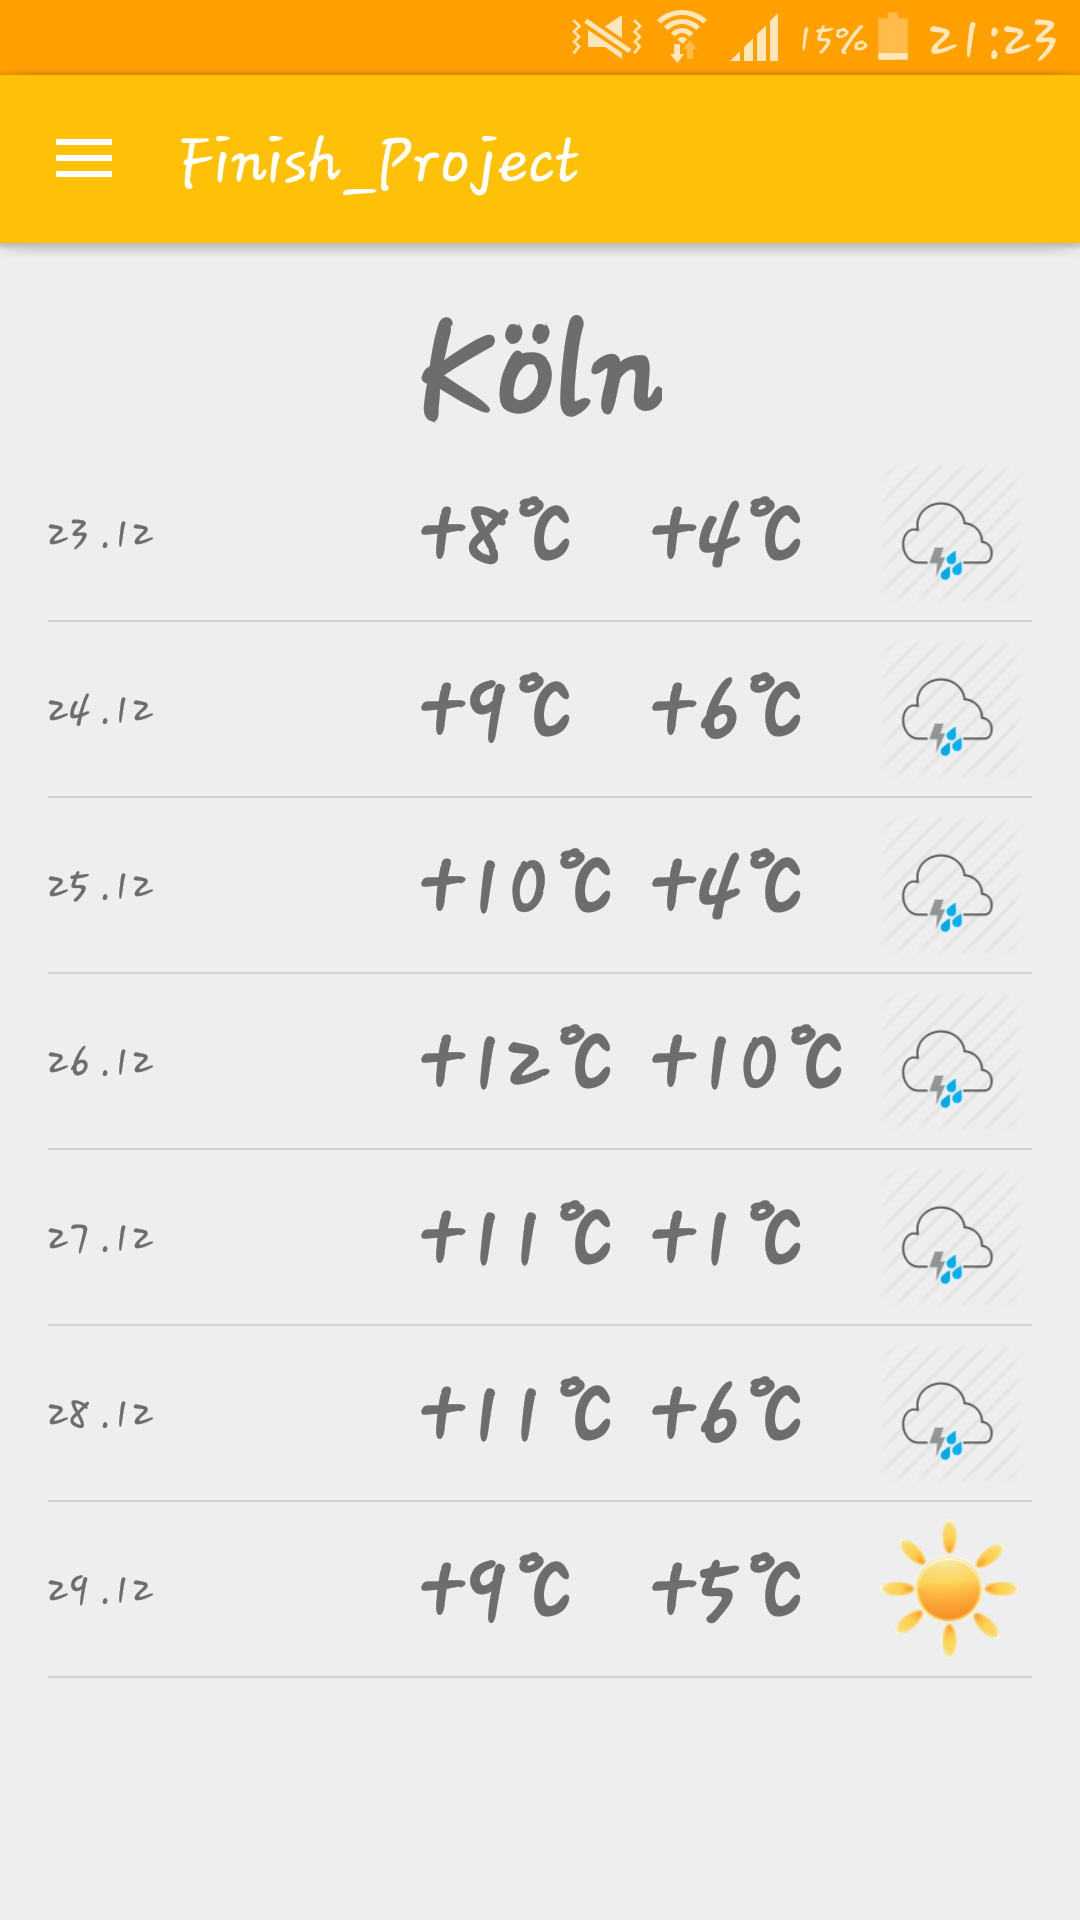 15% 21:23
Finish_Project
Köln
23.12 +8°C +4°C
24.12 +9°C +6°C
25.12 +10°C +4°C
26.12 +12°C +10°C
27.12 +11°C +1°C
28.12 +11°C +6°C
29.12 +9°C +5°C